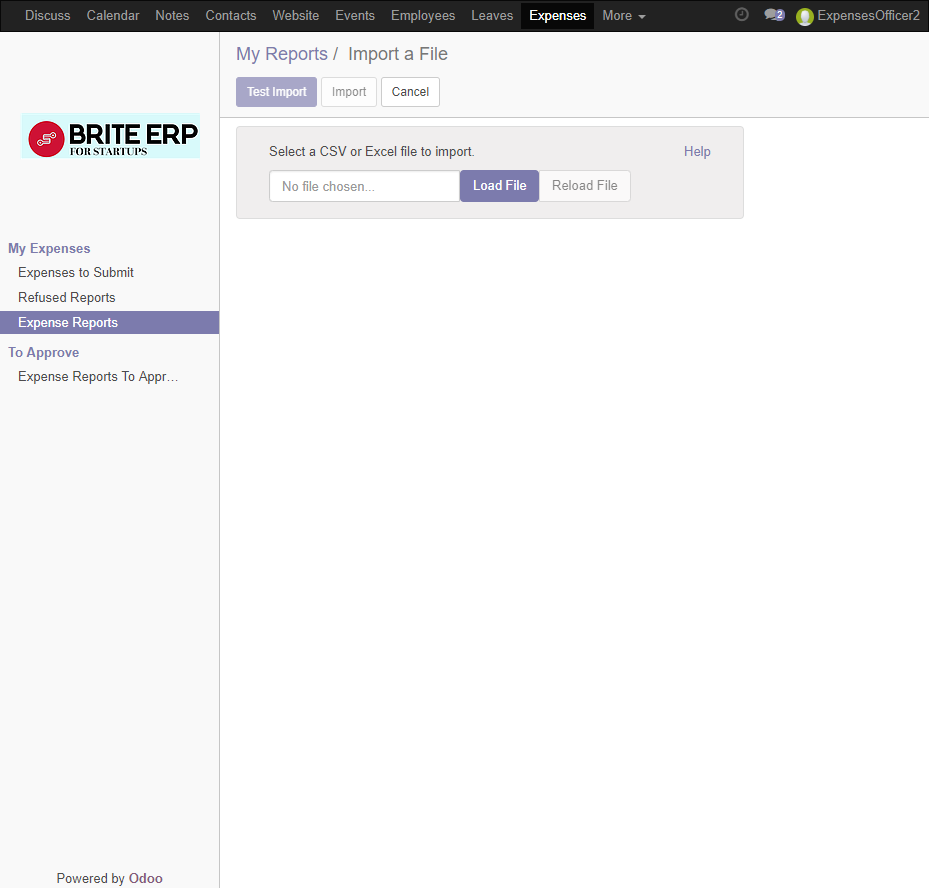 Discuss Calendar Notes Contacts Website Events Employees Leaves Expenses More 2 ExpensesOfficer2
My Reports / Import a File
Test Import Import Cancel
BRITE ERP
FOR STARTUPS
Select a CSV or Excel file to import. Help
No file chosen... Load File Reload File
My Expenses
Expenses to Submit
Refused Reports
Expense Reports
To Approve
Expense Reports To Appr…
Powered by Odoo